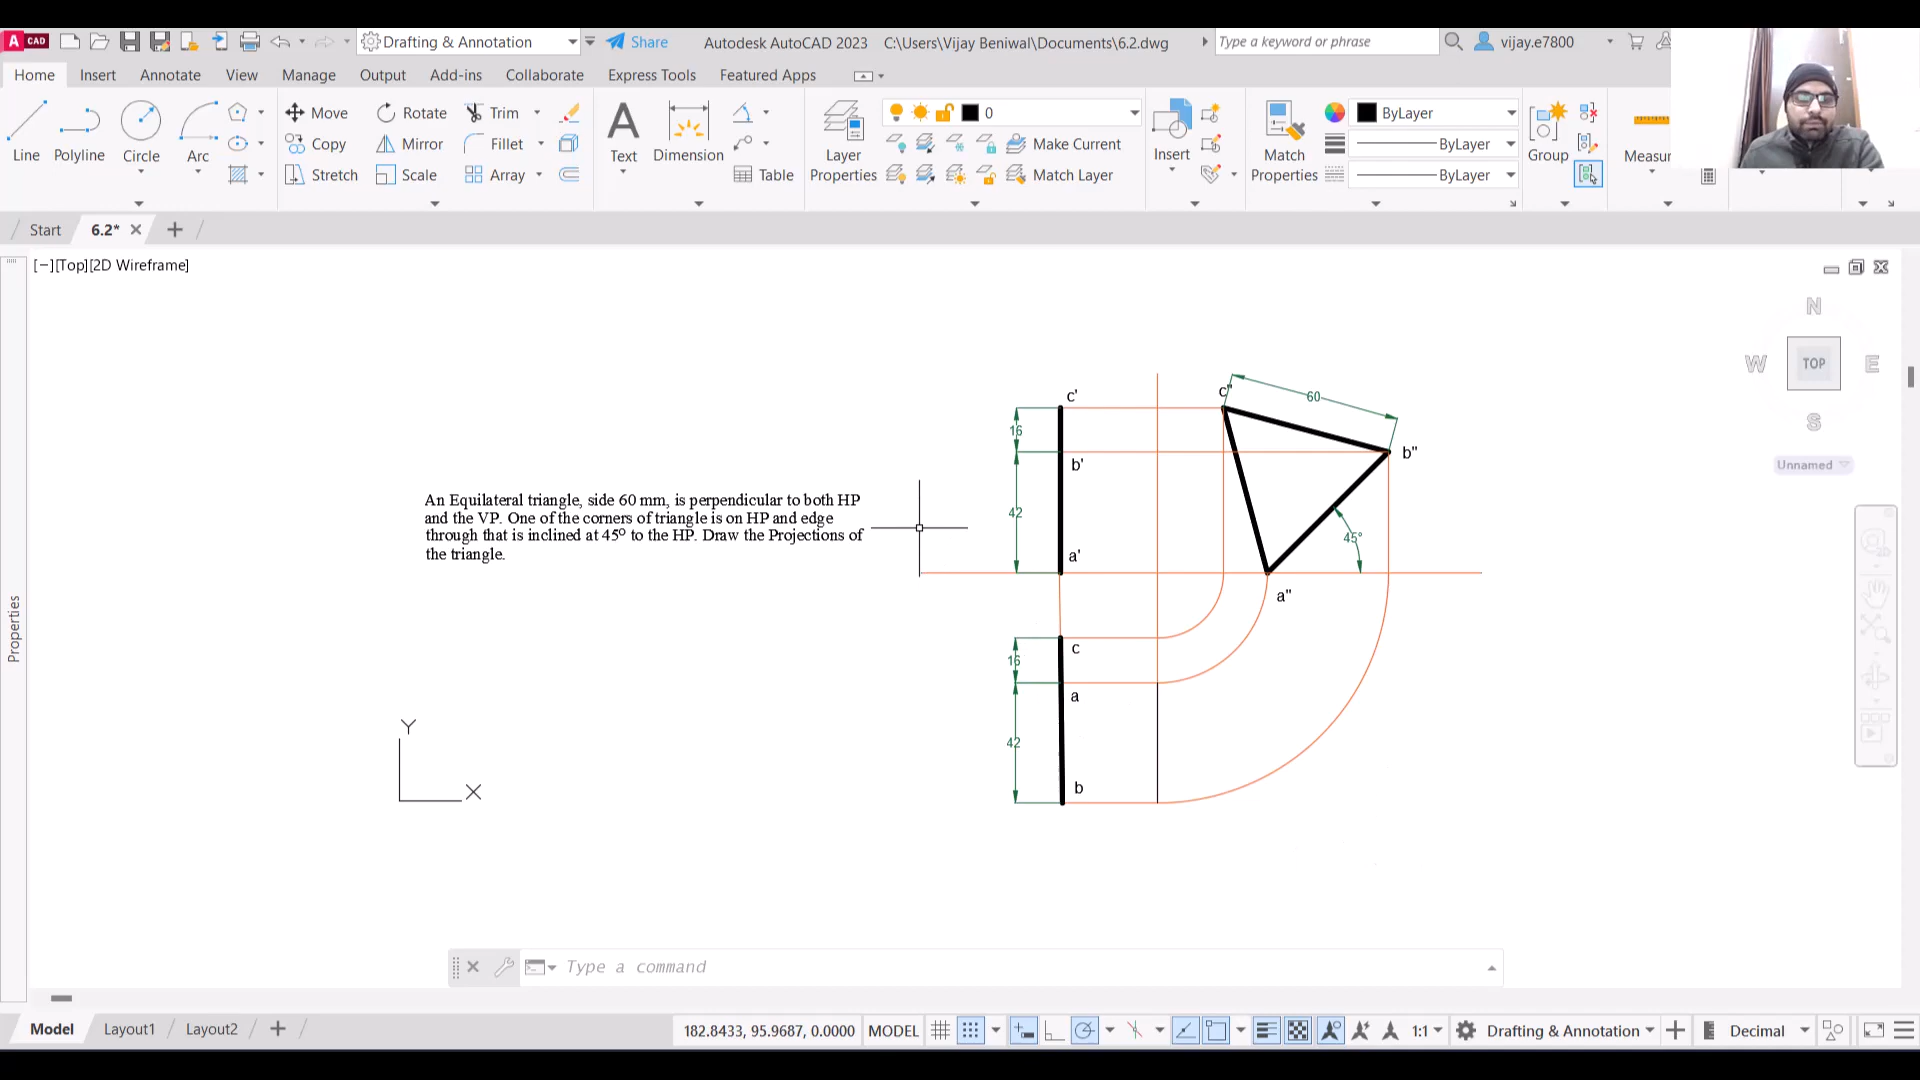 A CAD Drafting & Annotation Share Autodesk AutoCAD 2023 C:\Users\Vijay Beniwal\Documents\6.2.dwg Type a keyword or phrase vijay.e7800
Home Insert Annotate View Manage Output Add-ins Collaborate Express Tools Featured Apps
Move Rotate Trim 0 ByLayer
Copy Mirror Fillet Make Current ByLayer
Line Polyline Circle Arc Text Dimension Layer Properties Insert Match Properties Group Measur
Stretch Scale Array Table Match Layer ByLayer
Start 6.2* +
[−][Top][2D Wireframe]
N
W TOP E
S
Unnamed
c' c" 60
16
b' b"
42
45°
a'
a"
An Equilateral triangle, side 60 mm, is perpendicular to both HP
and the VP. One of the corners of triangle is on HP and edge
through that is inclined at 45⁰ to the HP. Draw the Projections of
the triangle.
Properties
c
16
a
42
b
Y
X
Type a command
Model Layout1 Layout2 + 182.8433, 95.9687, 0.0000 MODEL 1:1 Drafting & Annotation Decimal